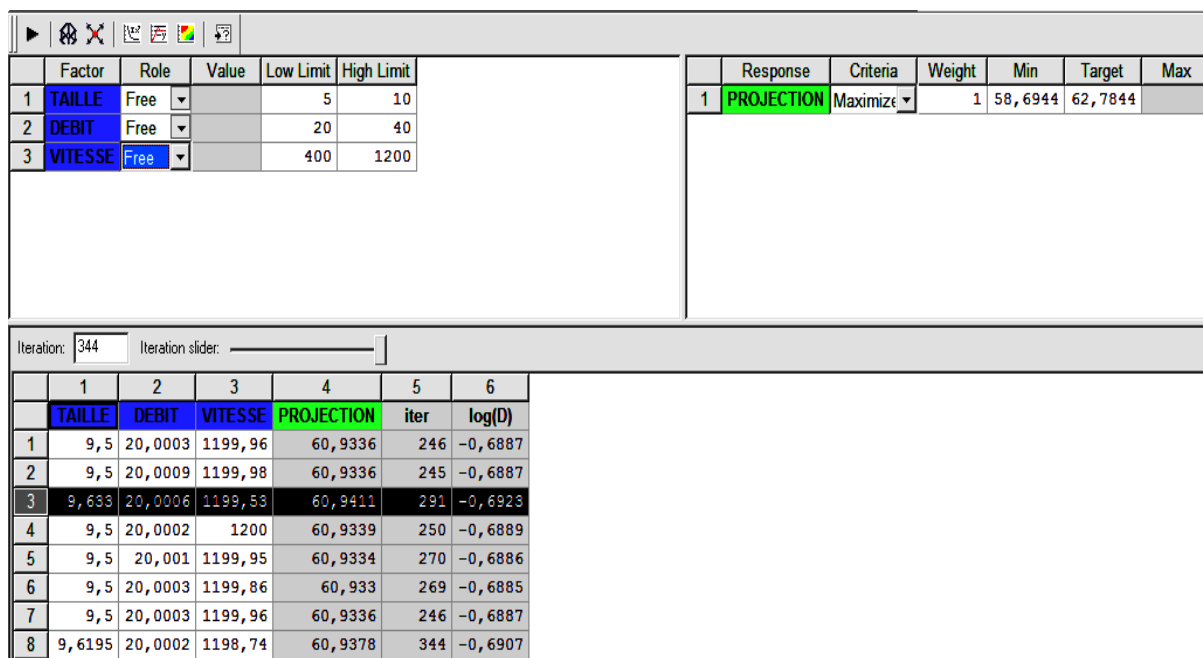 Factor Role Value Low Limit High Limit
1 TAILLE Free 5 10
2 DEBIT Free 20 40
3 VITESSE Free 400 1200
Response Criteria Weight Min Target Max
1 PROJECTION Maximize 1 58,6944 62,7844
Iteration: 344 Iteration slider:
1 2 3 4 5 6
TAILLE DEBIT VITESSE PROJECTION iter log(D)
1 9,5 20,0003 1199,96 60,9336 246 -0,6887
2 9,5 20,0009 1199,98 60,9336 245 -0,6887
3 9,633 20,0006 1199,53 60,9411 291 -0,6923
4 9,5 20,0002 1200 60,9339 250 -0,6889
5 9,5 20,001 1199,95 60,9334 270 -0,6886
6 9,5 20,0003 1199,86 60,933 269 -0,6885
7 9,5 20,0003 1199,96 60,9336 246 -0,6887
8 9,6195 20,0002 1198,74 60,9378 344 -0,6907